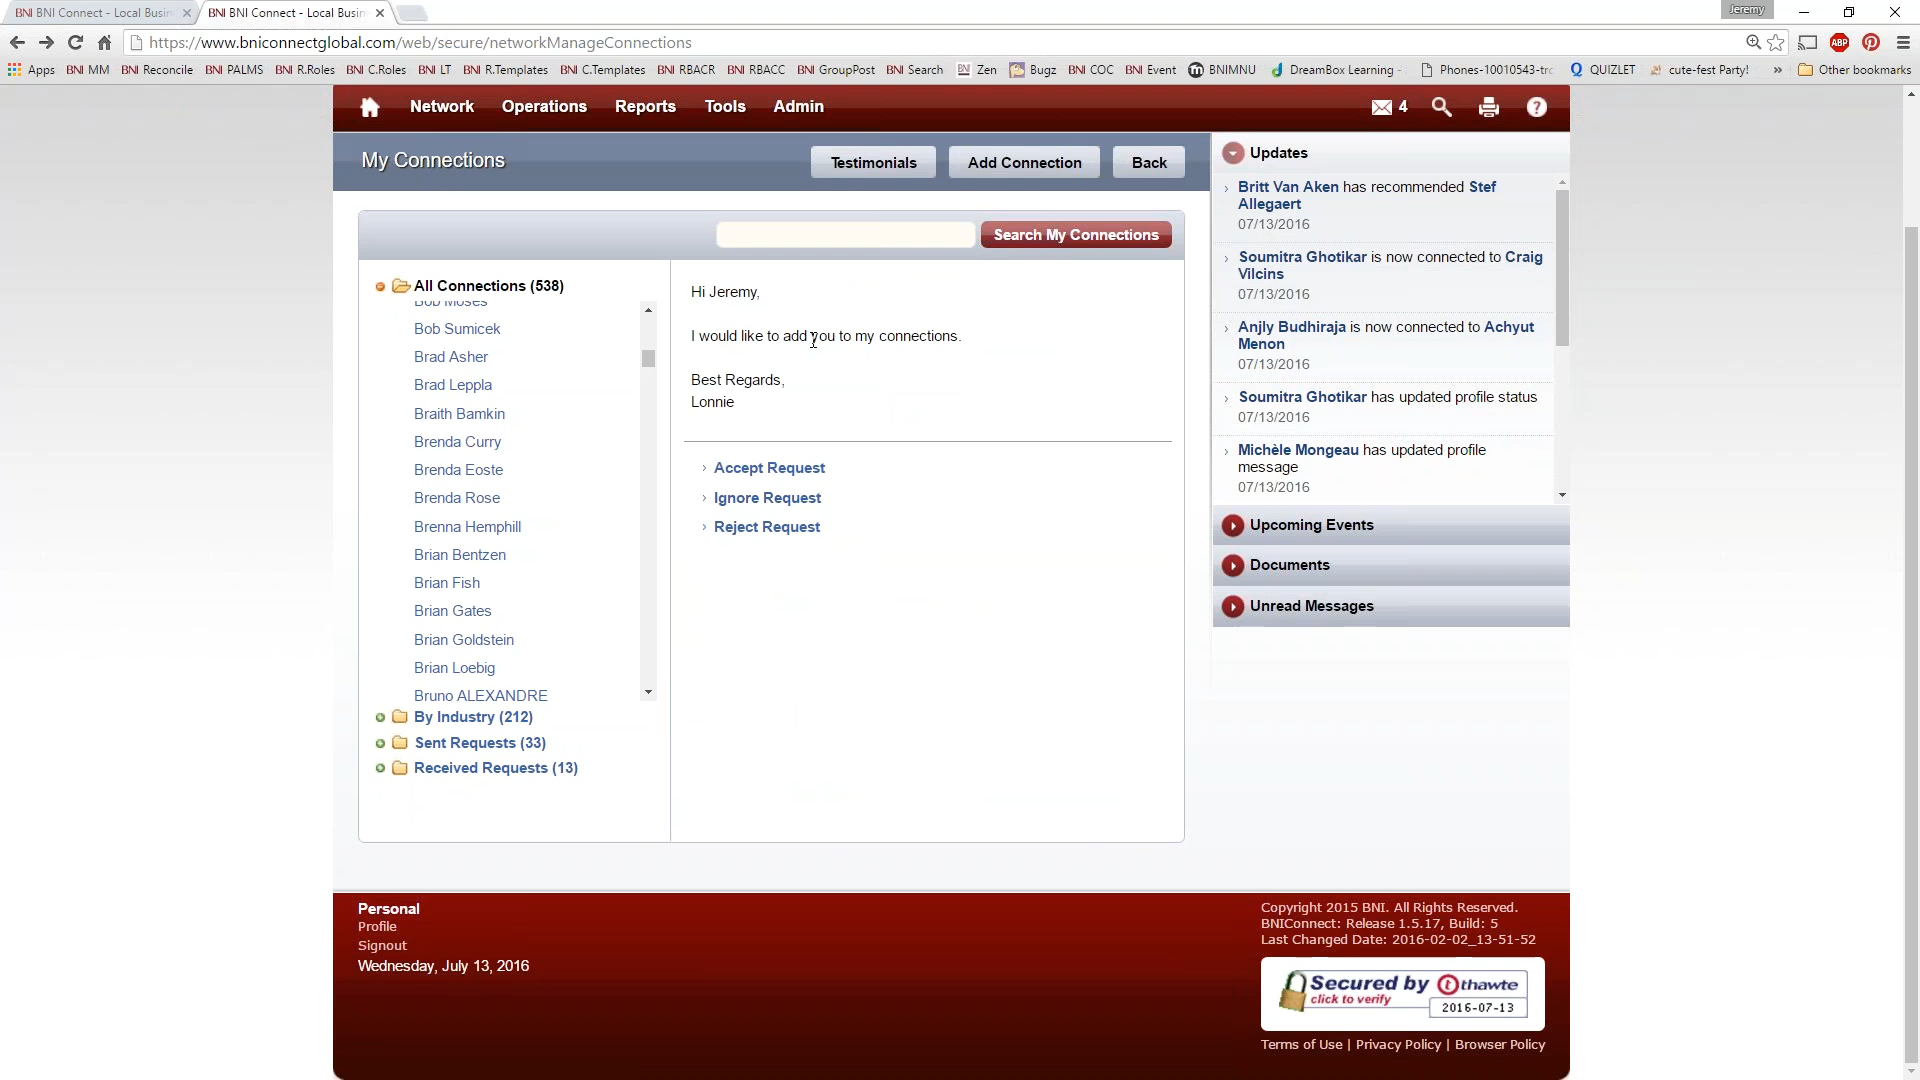 BNI BNI Connect - Local Busin
BNI BNI Connect - Local Busin
Jeremy
https://www.bniconnectglobal.com/web/secure/networkManageConnections
ABP
Apps BNI MM BNI Reconcile BNI PALMS BNI R.Roles BNI C.Roles BNI LT BNI R.Templates BNI C.Templates BNI RBACR BNI RBACC BNI GroupPost BNI Search Zen Bugz BNI COC BNI Event BNIMNU DreamBox Learning - Phones-10010543-trc QUIZLET cute-fest Party! » Other bookmarks
Network Operations Reports Tools Admin 4
My Connections
Testimonials Add Connection Back
Search My Connections
All Connections (538)
Bob Moses
Bob Sumicek
Brad Asher
Brad Leppla
Braith Bamkin
Brenda Curry
Brenda Eoste
Brenda Rose
Brenna Hemphill
Brian Bentzen
Brian Fish
Brian Gates
Brian Goldstein
Brian Loebig
Bruno ALEXANDRE
By Industry (212)
Sent Requests (33)
Received Requests (13)
Hi Jeremy,
I would like to add you to my connections.
Best Regards,
Lonnie
Accept Request
Ignore Request
Reject Request
Updates
Britt Van Aken has recommended Stef
Allegaert
07/13/2016
Soumitra Ghotikar is now connected to Craig
Vilcins
07/13/2016
Anjly Budhiraja is now connected to Achyut
Menon
07/13/2016
Soumitra Ghotikar has updated profile status
07/13/2016
Michèle Mongeau has updated profile
message
07/13/2016
Upcoming Events
Documents
Unread Messages
Personal
Profile
Signout
Wednesday, July 13, 2016
Copyright 2015 BNI. All Rights Reserved.
BNIConnect: Release 1.5.17, Build: 5
Last Changed Date: 2016-02-02_13-51-52
Secured by thawte
click to verify
2016-07-13
Terms of Use | Privacy Policy | Browser Policy